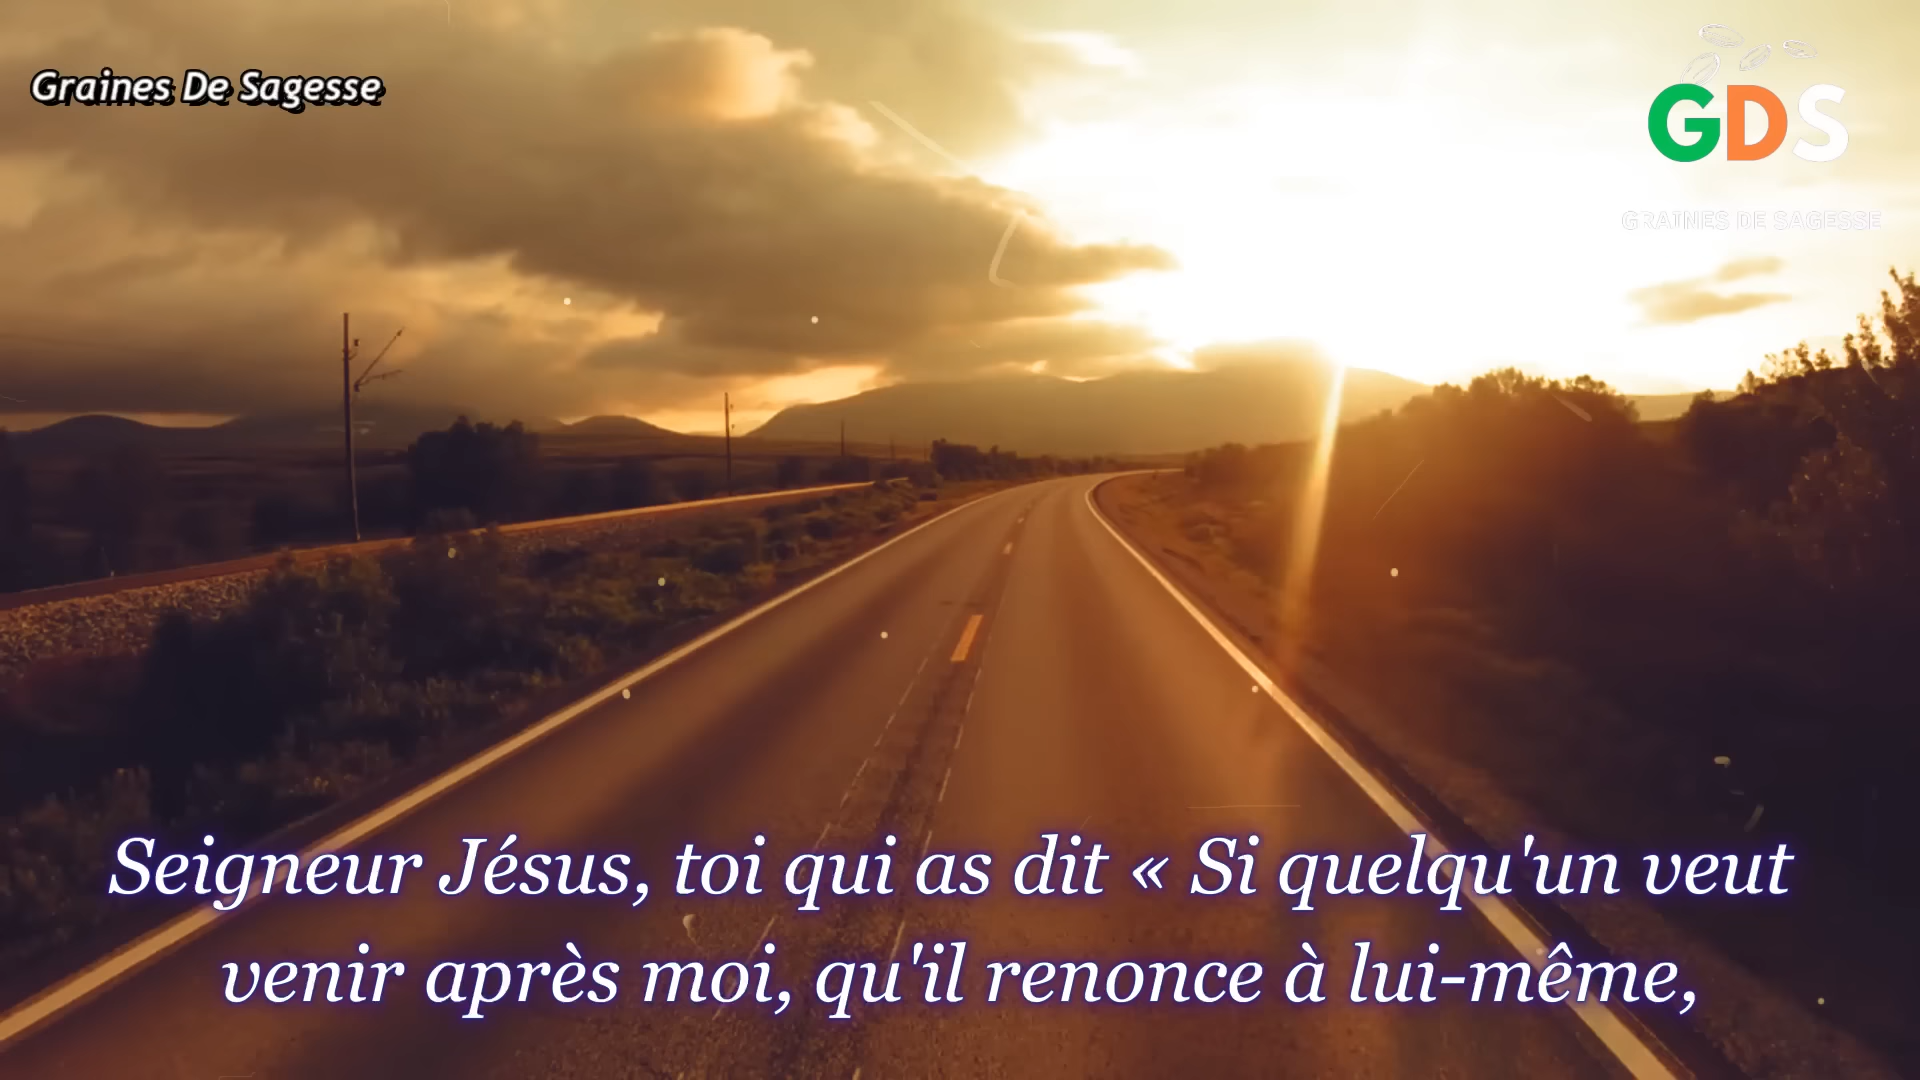 Graines De Sagesse
GDS
GRAINES DE SAGESSE
Seigneur Jésus, toi qui as dit « Si quelqu'un veut
venir après moi, qu'il renonce à lui-même,